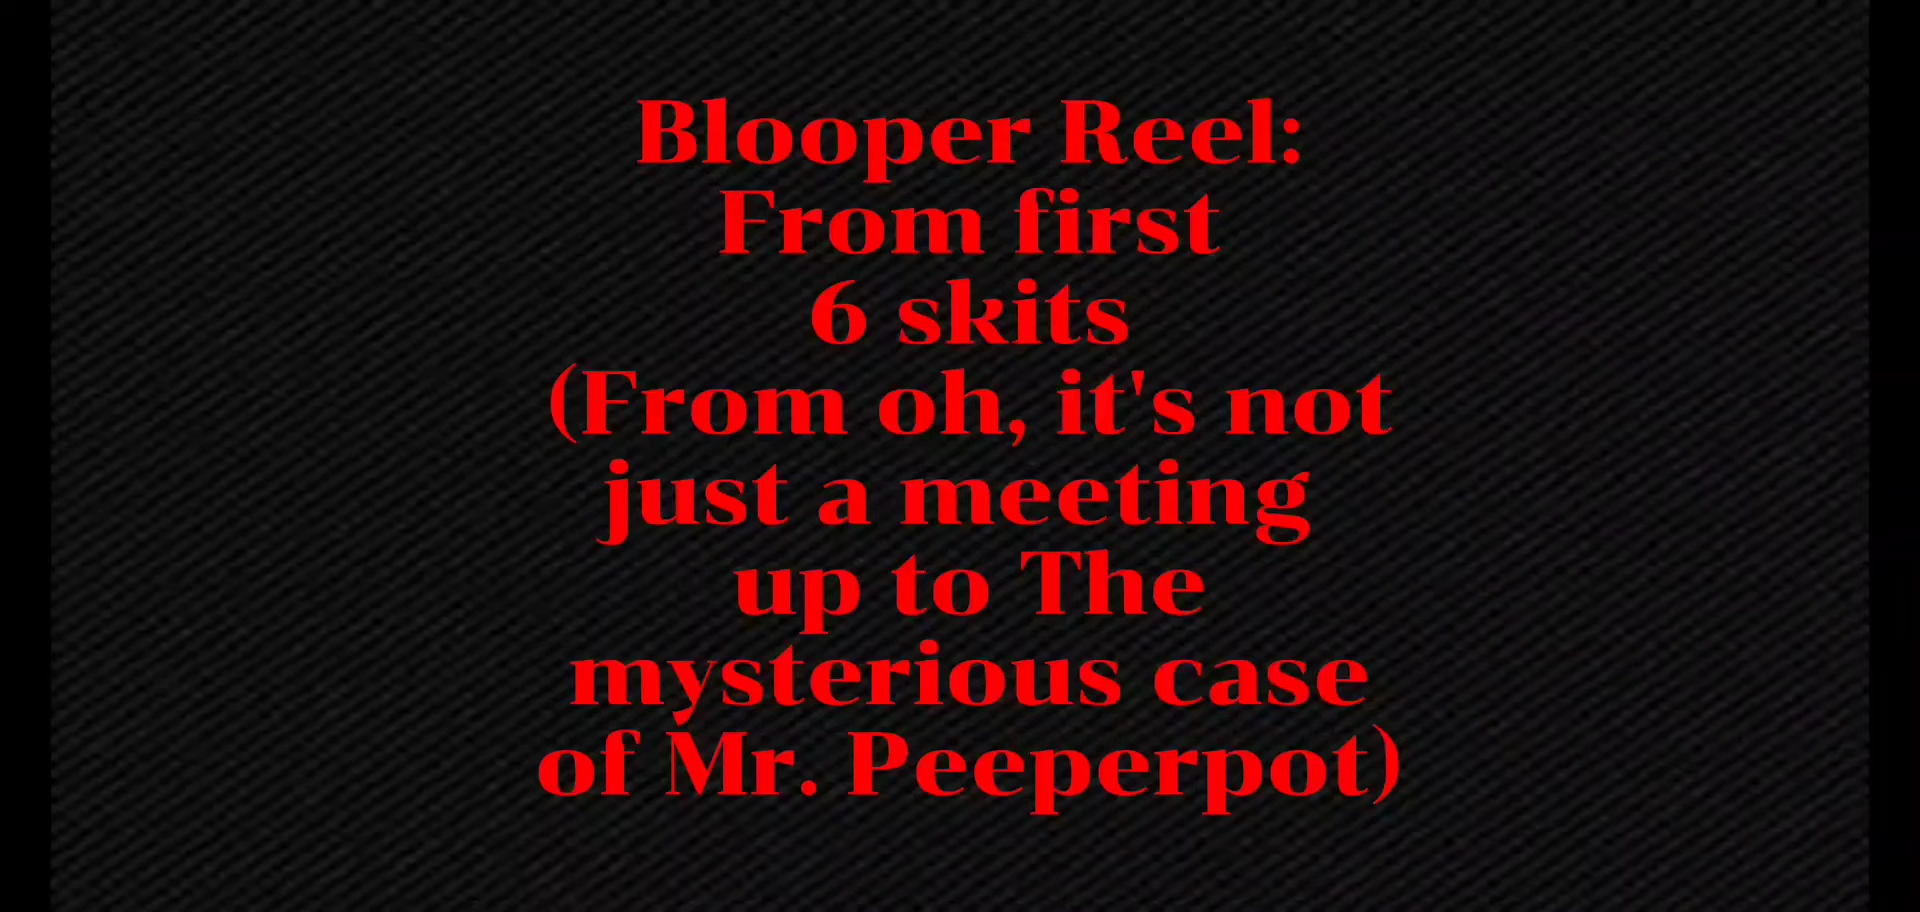 Blooper Reel:
From first
6 skits
(From oh, it's not
just a meeting
up to The
mysterious case
of Mr. Peeperpot)